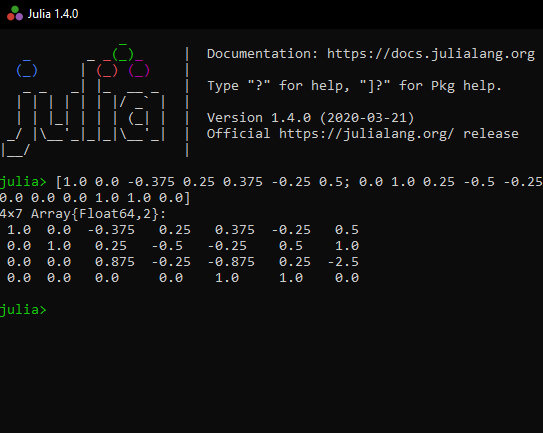 Julia 1.4.0
Documentation: https://docs.julialang.org
Type "?" for help, "]?" for Pkg help.
Version 1.4.0 (2020-03-21)
Official https://julialang.org/ release
julia> [1.0 0.0 -0.375 0.25 0.375 -0.25 0.5; 0.0 1.0 0.25 -0.5 -0.25
0.0 0.0 0.0 1.0 1.0 0.0]
4×7 Array{Float64,2}:
1.0 0.0 -0.375 0.25 0.375 -0.25 0.5
0.0 1.0 0.25 -0.5 -0.25 0.5 1.0
0.0 0.0 0.875 -0.25 -0.875 0.25 -2.5
0.0 0.0 0.0 0.0 1.0 1.0 0.0
julia>